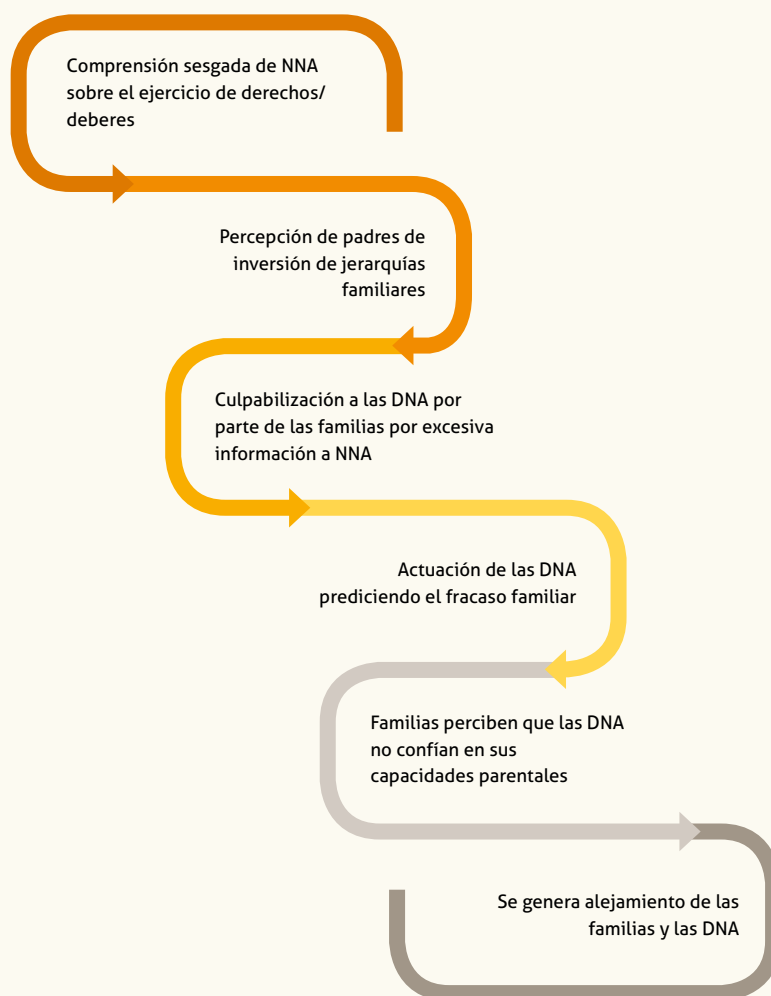 Comprensión sesgada de NNA
sobre el ejercicio de derechos/
deberes
Percepción de padres de
inversión de jerarquías
familiares
Culpabilización a las DNA por
parte de las familias por excesiva
información a NNA
Actuación de las DNA
prediciendo el fracaso familiar
Familias perciben que las DNA
no confían en sus
capacidades parentales
Se genera alejamiento de las
familias y las DNA